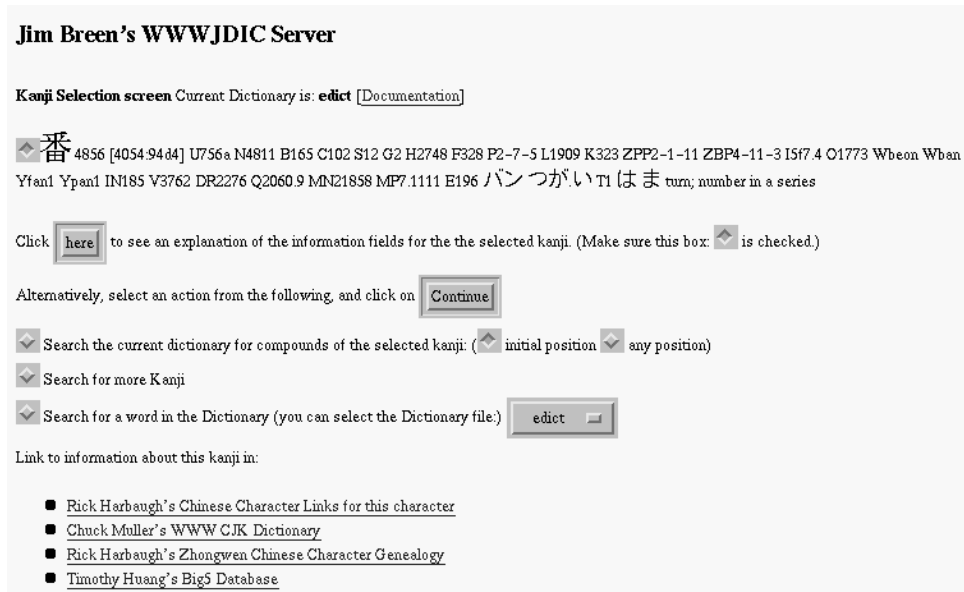 Jim Breen's WWWJDIC Server
Kanji Selection screen Current Dictionary is: edict [Documentation]
番 4856 [4054:94d4] U756a N4811 B165 C102 S12 G2 H2748 F328 P2-7-5 L1909 K323 ZPP2-1-11 ZBP4-11-3 I5f7.4 O1773 Wbeon Wban
Yfan1 Ypan1 IN185 V3762 DR2276 Q2060.9 MN21858 MP7.1111 E196 バン つが.い T1 は ま turn; number in a series
Click here to see an explanation of the information fields for the the selected kanji. (Make sure this box: is checked.)
Alternatively, select an action from the following, and click on Continue
Search the current dictionary for compounds of the selected kanji: ( initial position any position)
Search for more Kanji
Search for a word in the Dictionary (you can select the Dictionary file:) edict
Link to information about this kanji in:
Rick Harbaugh's Chinese Character Links for this character
Chuck Muller's WWW CJK Dictionary
Rick Harbaugh's Zhongwen Chinese Character Genealogy
Timothy Huang's Big5 Database